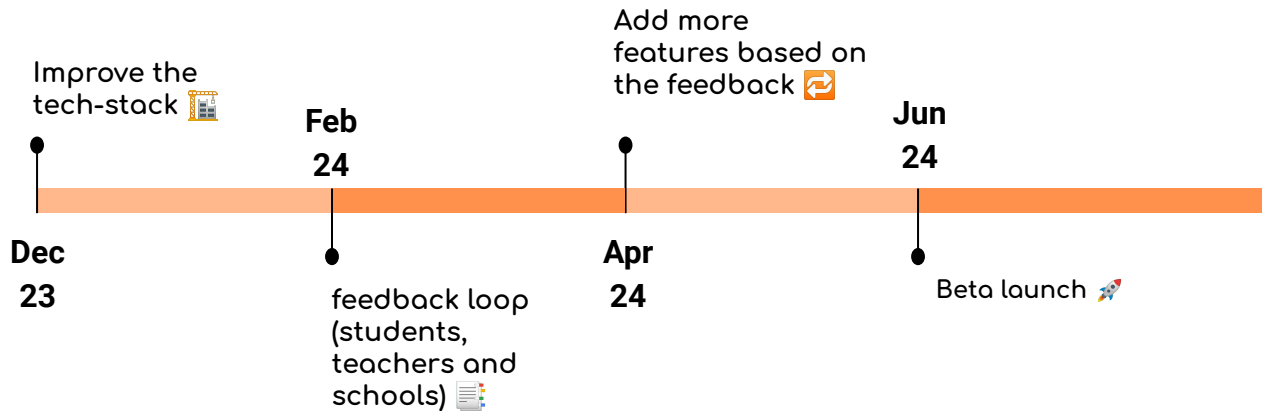 Improve the
tech-stack 🏗️
Dec
23
Feb
24
feedback loop
(students,
teachers and
schools) 📑
Add more
features based on
the feedback 🔁
Apr
24
Jun
24
Beta launch 🚀